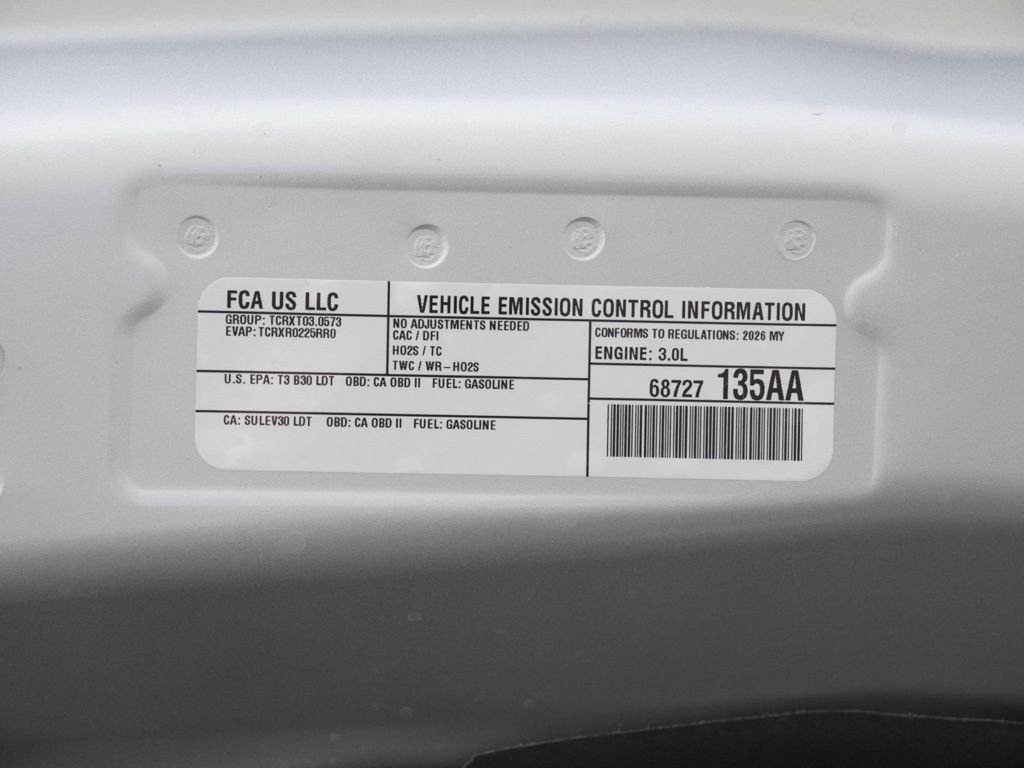 FCA US LLC
VEHICLE EMISSION CONTROL INFORMATION
GROUP: TCRXT03.0573
EVAP: TCRXR0225RR0
NO ADJUSTMENTS NEEDED
CAC / DFI
HO2S / TC
TWC / WR-HO2S
CONFORMS TO REGULATIONS: 2026 MY
ENGINE: 3.0L
68727 135AA
U.S. EPA: T3 B30 LDT OBD: CA OBD II FUEL: GASOLINE
CA: SULEV30 LDT OBD: CA OBD II FUEL: GASOLINE